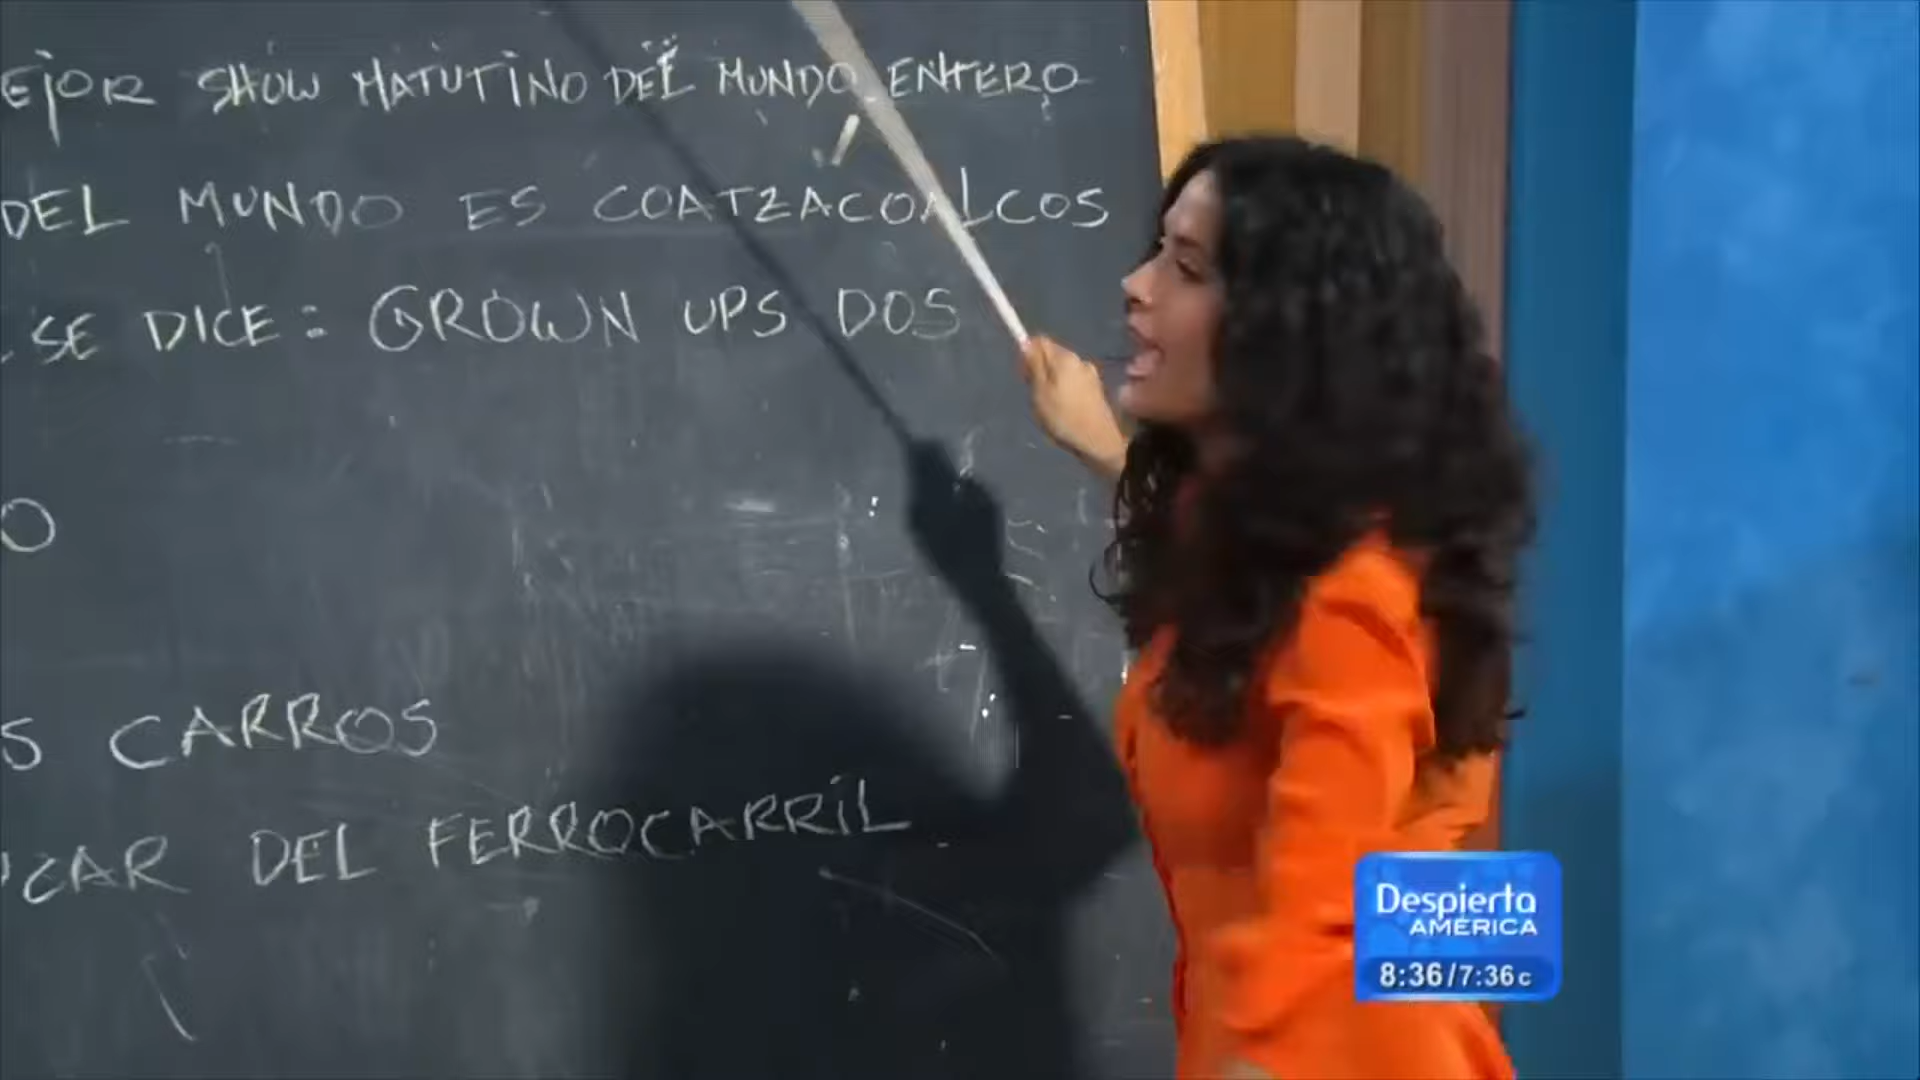 EJOR SHOW MATUTINO DEL MUNDO ENTERO
DEL MUNDO ES COATZACOALCOS
SE DICE: GROWN UPS DOS
O
S CARROS
CAR DEL FERROCARRIL
Despierta
AMÉRICA
8:36/7:36c